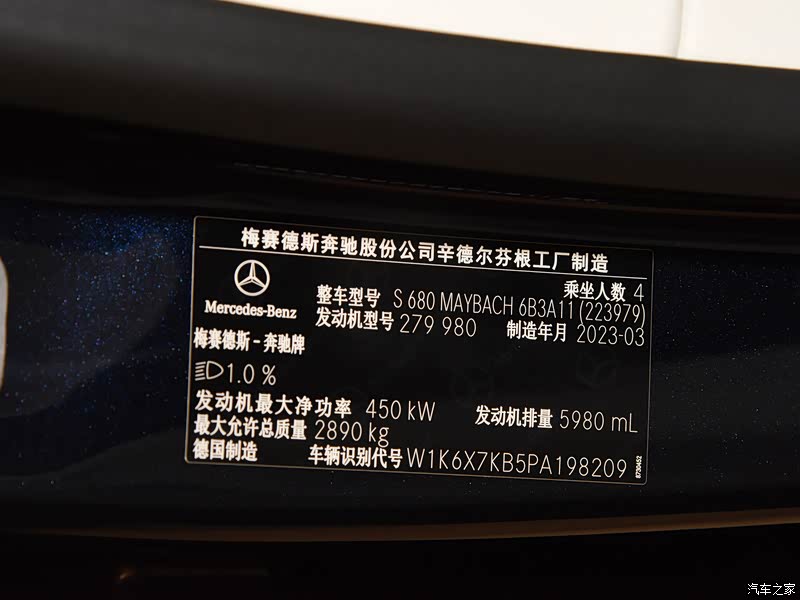 梅赛德斯奔驰股份公司辛德尔芬根工厂制造
乘坐人数 4
Mercedes-Benz
整车型号 S 680 MAYBACH 6B3A11 (223979)
发动机型号 279 980 制造年月 2023-03
梅赛德斯－奔驰牌
1.0 %
发动机最大净功率 450 kW 发动机排量 5980 mL
最大允许总质量 2890 kg
德国制造 车辆识别代号 W1K6X7KB5PA198209
8730452
汽车之家